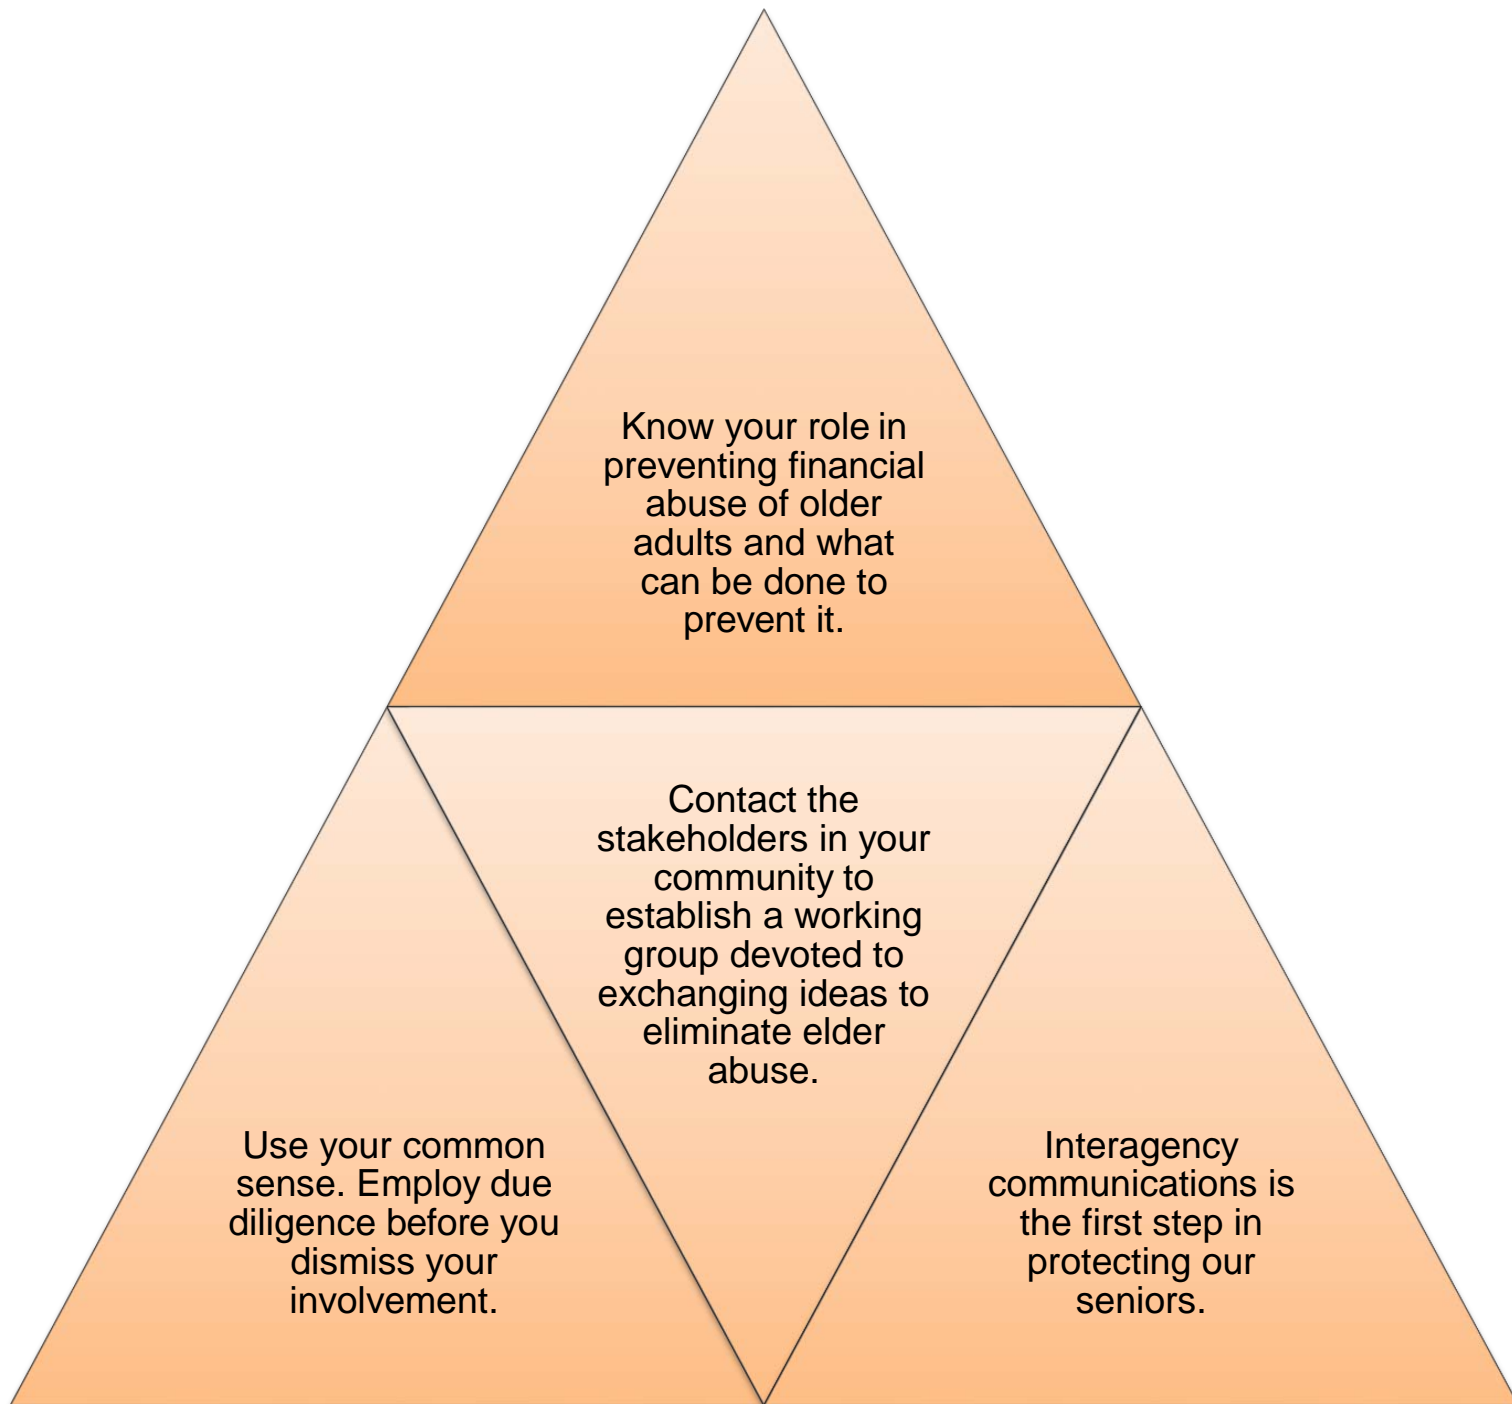 Know your role in
preventing financial
abuse of older
adults and what
can be done to
prevent it.
Contact the
stakeholders in your
community to
establish a working
group devoted to
exchanging ideas to
eliminate elder
abuse.
Use your common
sense. Employ due
diligence before you
dismiss your
involvement.
Interagency
communications is
the first step in
protecting our
seniors.